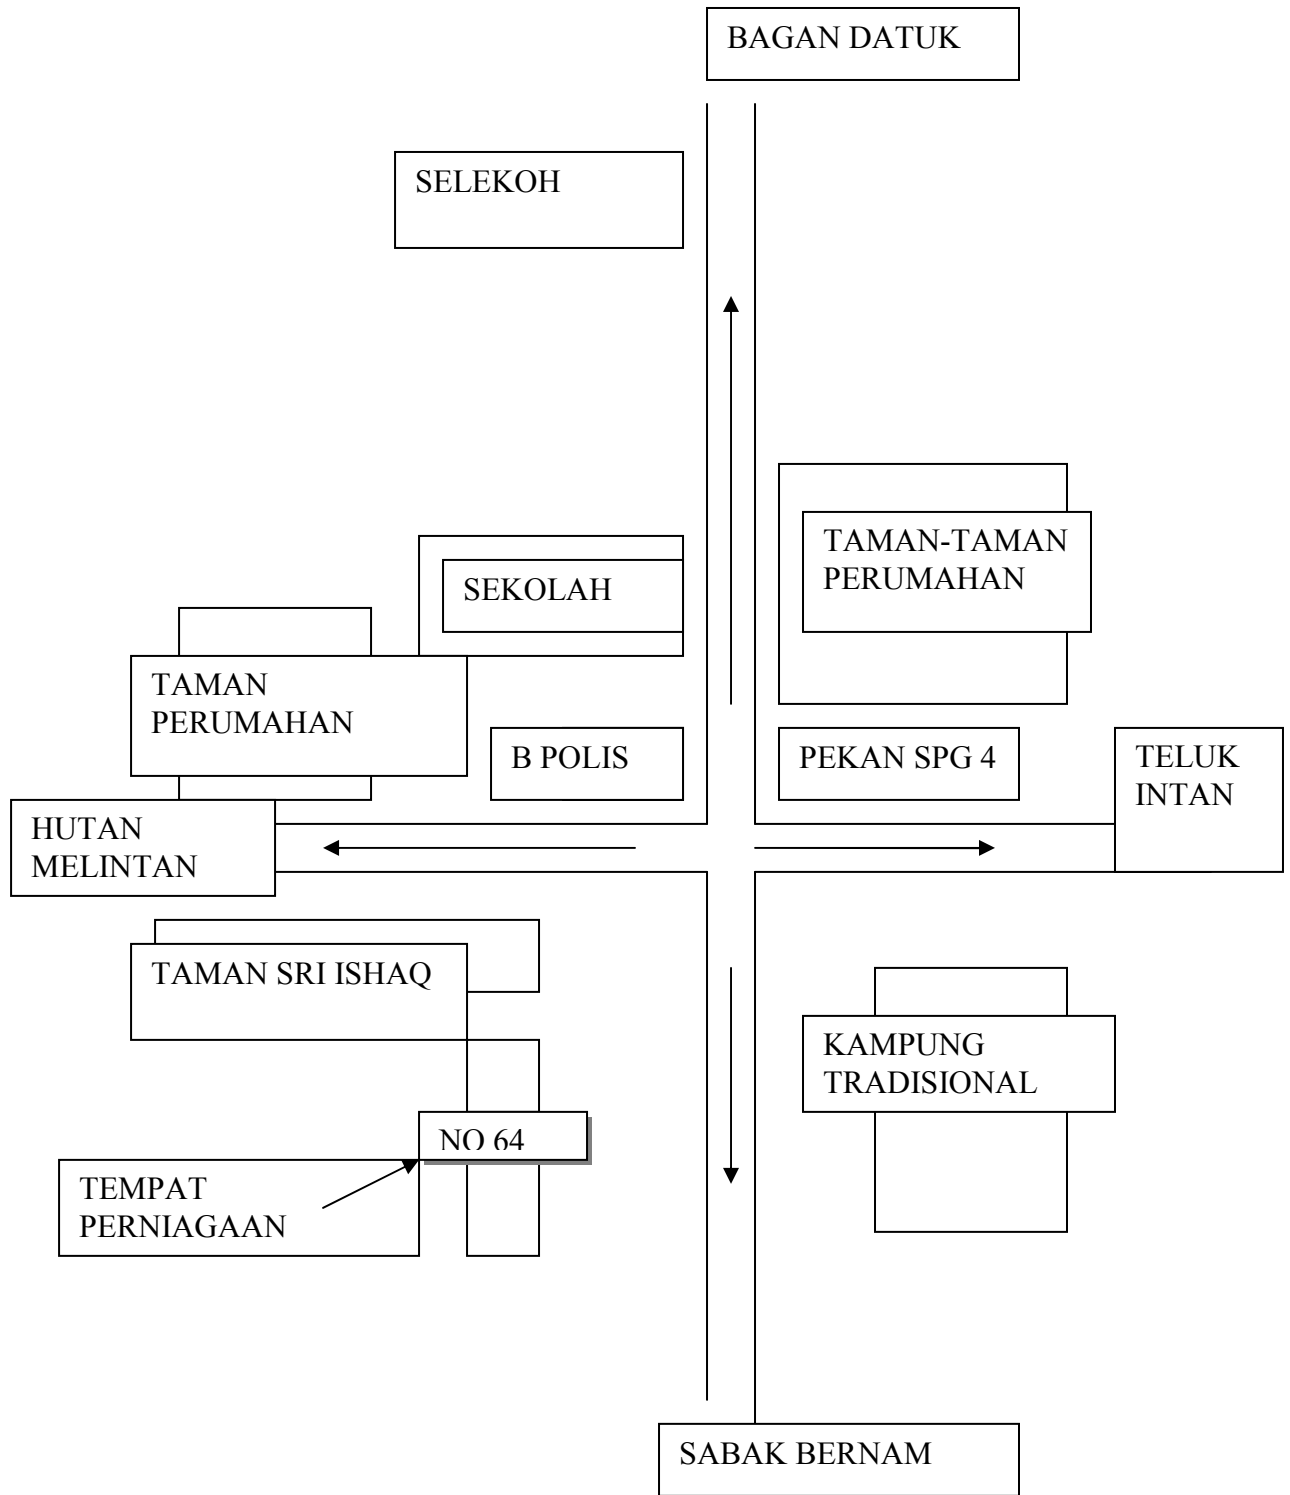 BAGAN DATUK
SELEKOH
TAMAN-TAMAN
PERUMAHAN
SEKOLAH
TAMAN
PERUMAHAN
B POLIS
PEKAN SPG 4
TELUK
INTAN
HUTAN
MELINTAN
TAMAN SRI ISHAQ
KAMPUNG
TRADISIONAL
NO 64
TEMPAT
PERNIAGAAN
SABAK BERNAM